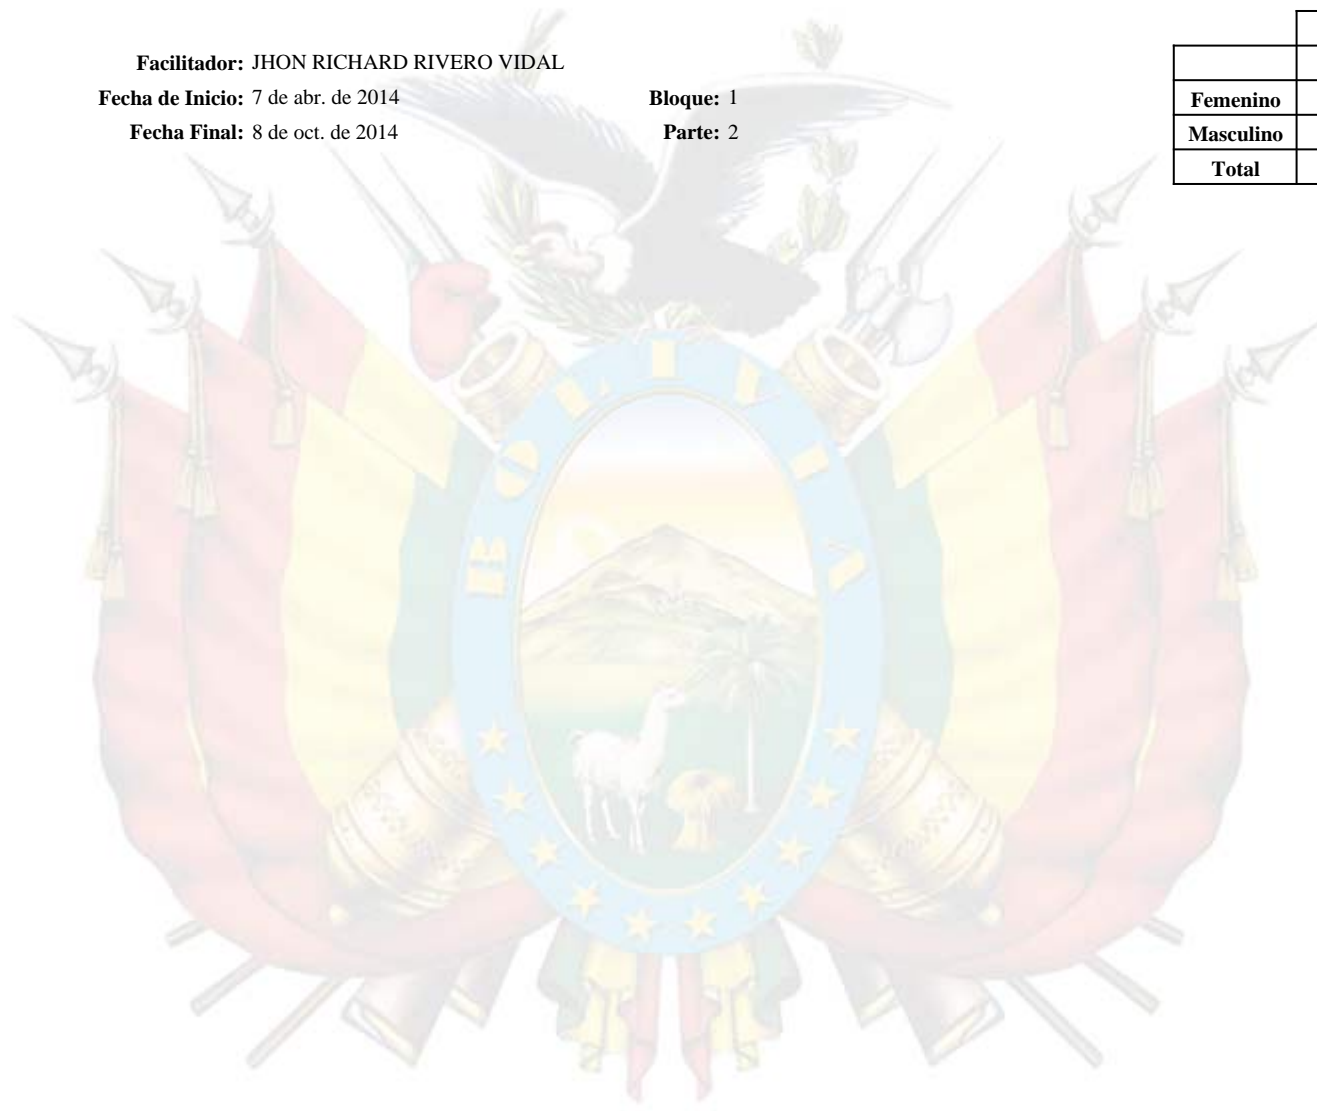 Facilitador: JHON RICHARD RIVERO VIDAL
Fecha de Inicio: 7 de abr. de 2014
Bloque: 1
Fecha Final: 8 de oct. de 2014
Parte: 2
Femenino
Masculino
Total
BOLIVIA